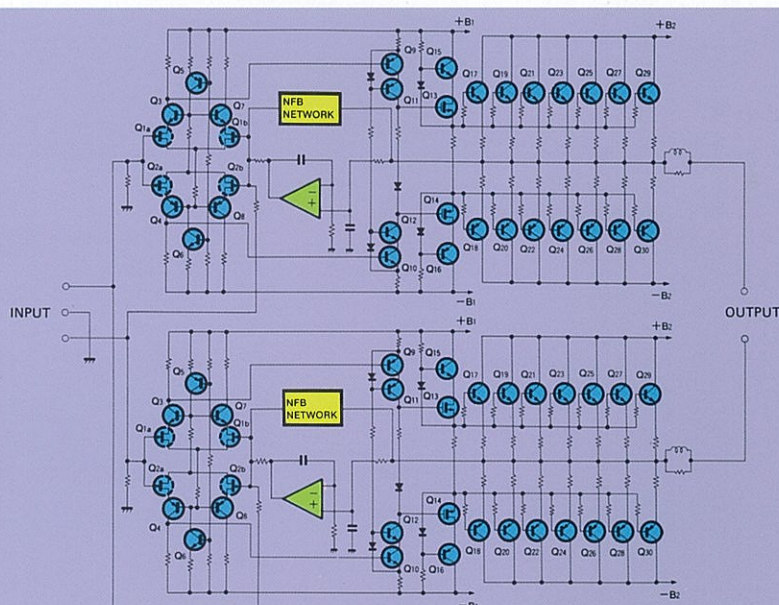 +B1
+B2
Q9
Q15
Q5
Q17 Q19 Q21 Q23 Q25 Q27 Q29
Q3
Q7
NFB
NETWORK
Q11
Q13
Q1a
Q1b
Q2a
Q2b
−
+
Q4
Q8
Q12
Q14
Q6
Q18 Q20 Q22 Q24 Q26 Q28 Q30
Q10
Q16
−B1
−B2
INPUT
OUTPUT
+B1
+B2
Q9
Q15
Q5
Q17 Q19 Q21 Q23 Q25 Q27 Q29
Q3
Q7
NFB
NETWORK
Q11
Q13
Q1a
Q1b
Q2a
Q2b
−
+
Q4
Q6
Q12
Q14
Q6
Q18 Q20 Q22 Q24 Q26 Q28 Q30
Q10
Q16
−B2